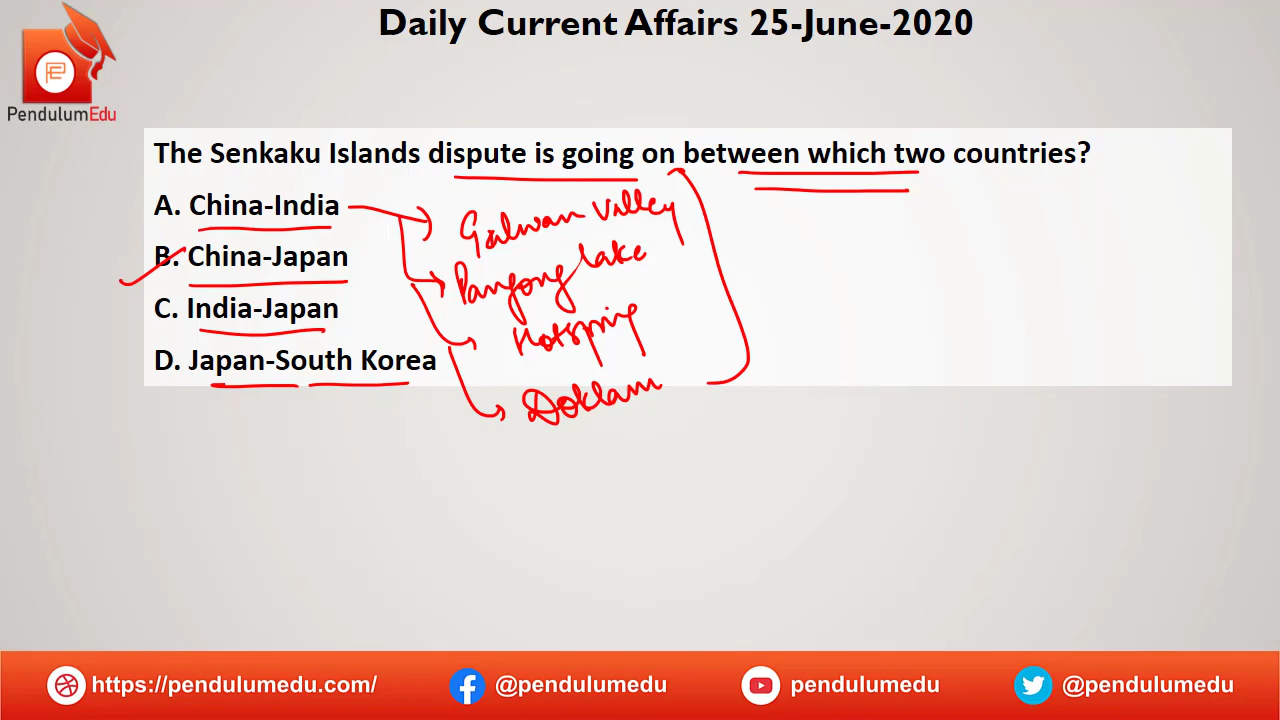 Daily Current Affairs 25-June-2020
PendulumEdu
The Senkaku Islands dispute is going on between which two countries?
A. China-India
B. China-Japan
C. India-Japan
D. Japan-South Korea
Galwan Valley
Pangong Lake
Hotspring
Doklam
https://pendulumedu.com/
@pendulumedu
pendulumedu
@pendulumedu